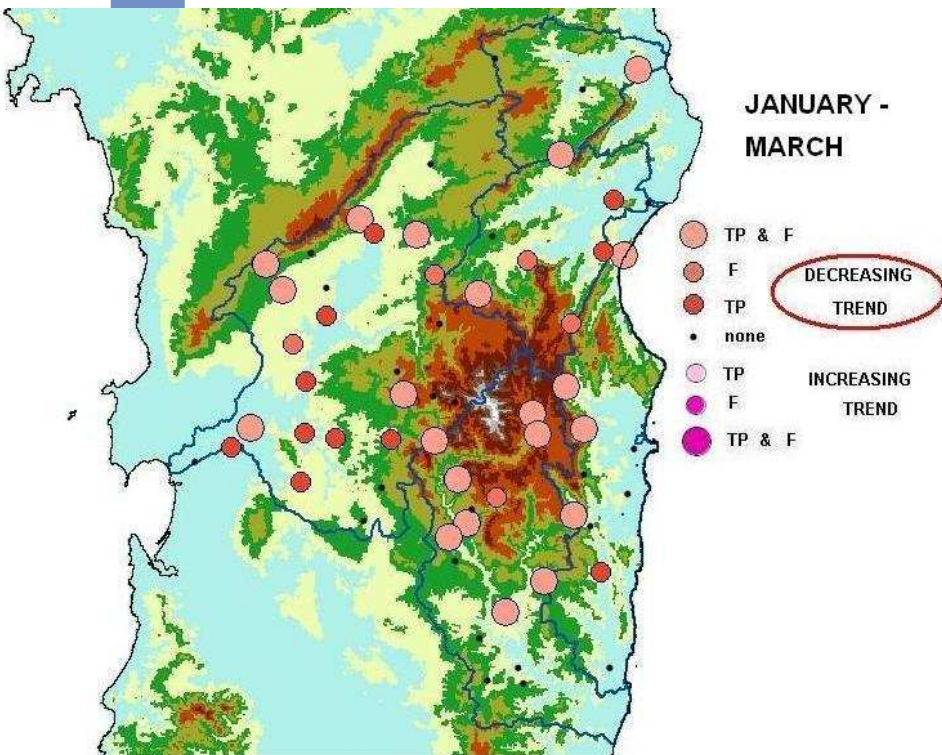 JANUARY -
MARCH
TP & F
F
TP
none
DECREASING
TREND
TP
F
TP & F
INCREASING
TREND